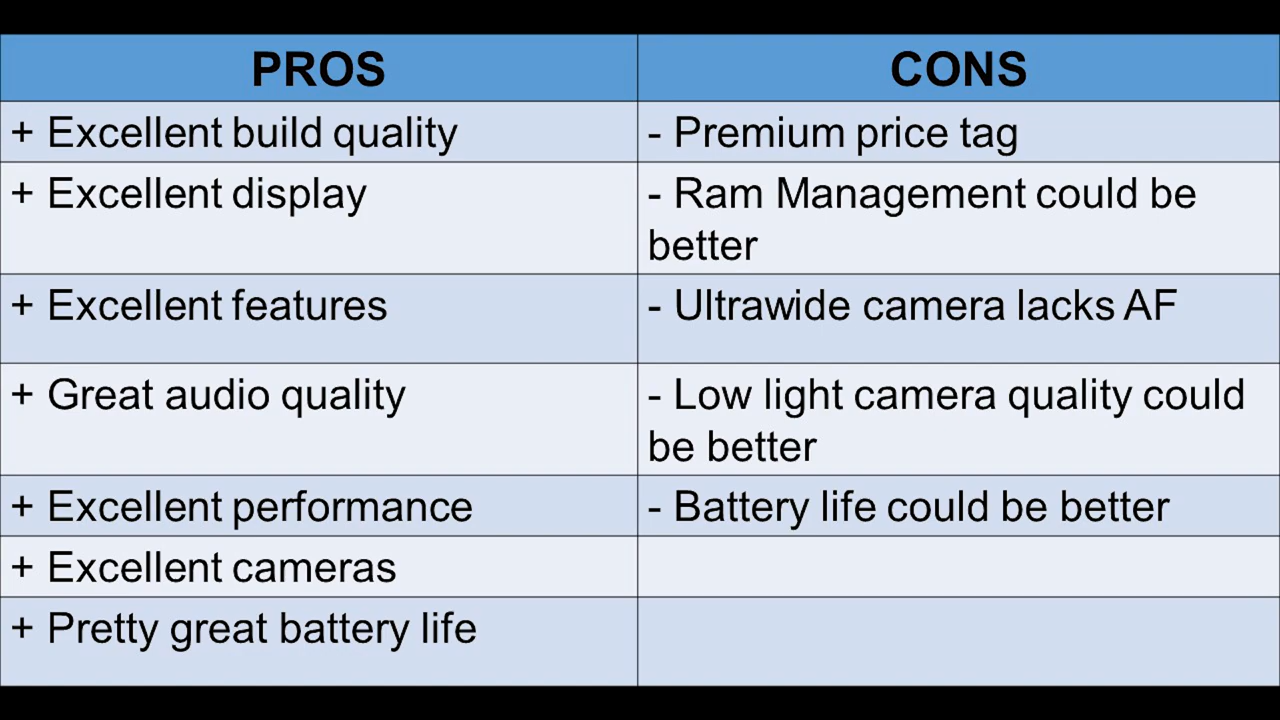 PROS
CONS
+ Excellent build quality
- Premium price tag
+ Excellent display
- Ram Management could be
better
+ Excellent features
- Ultrawide camera lacks AF
+ Great audio quality
- Low light camera quality could
be better
+ Excellent performance
- Battery life could be better
+ Excellent cameras
+ Pretty great battery life